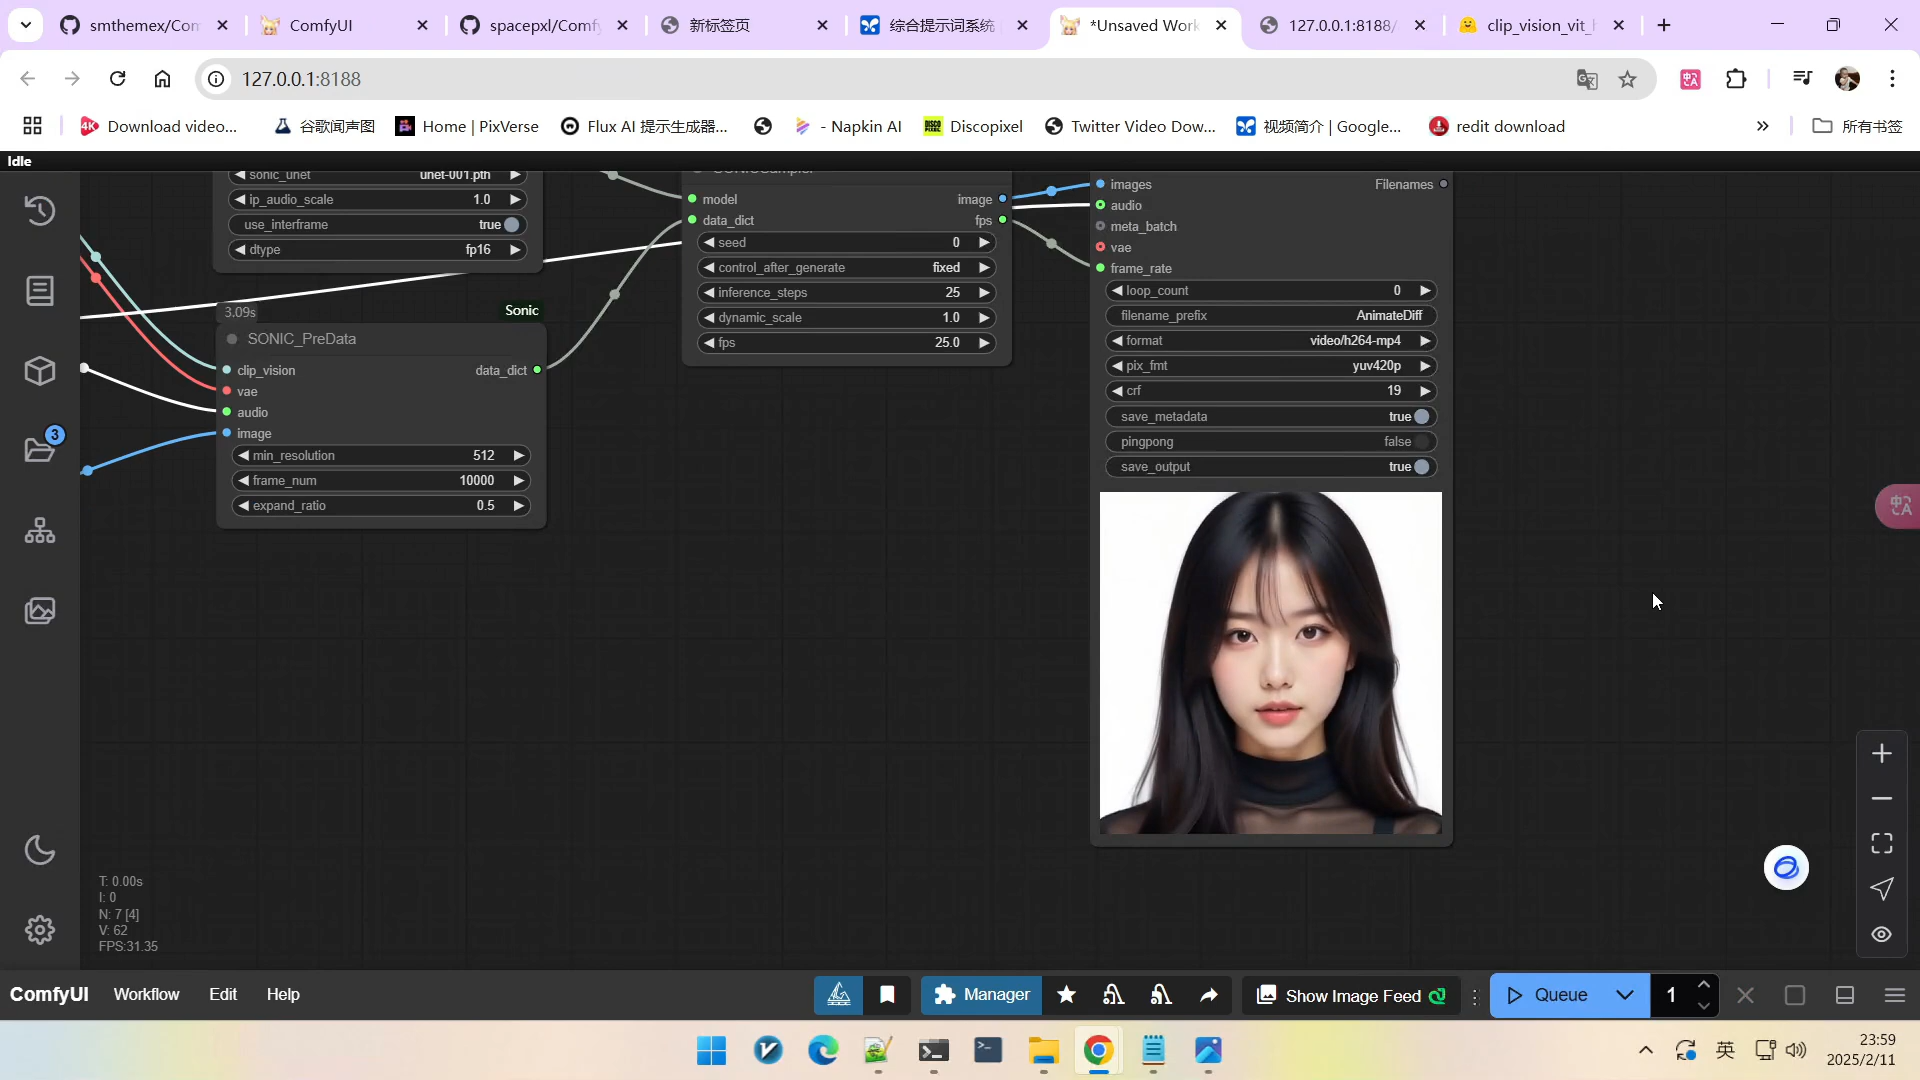 smthemex/Com
ComfyUI
spacepxl/Comfy
新标签页
综合提示词系统
*Unsaved Work
127.0.0.1:8188/
clip_vision_vit_h
127.0.0.1:8188
Download video...
谷歌闻声图
Home | PixVerse
Flux AI 提示生成器...
- Napkin AI
Discopixel
Twitter Video Dow...
视频简介 | Google...
redit download
所有书签
Idle
sonic_unet unet-001.pth
ip_audio_scale 1.0
use_interframe true
dtype fp16
3.09s
Sonic
SONIC_PreData
clip_vision data_dict
vae
audio
image
min_resolution 512
frame_num 10000
expand_ratio 0.5
model image
data_dict fps
seed 0
control_after_generate fixed
inference_steps 25
dynamic_scale 1.0
fps 25.0
images Filenames
audio
meta_batch
vae
frame_rate
loop_count 0
filename_prefix AnimateDiff
format video/h264-mp4
pix_fmt yuv420p
crf 19
save_metadata true
pingpong false
save_output true
3
T: 0.00s
I: 0
N: 7 [4]
V: 62
FPS:31.35
ComfyUI Workflow Edit Help
Manager
Show Image Feed
Queue
1
英
23:59
2025/2/11